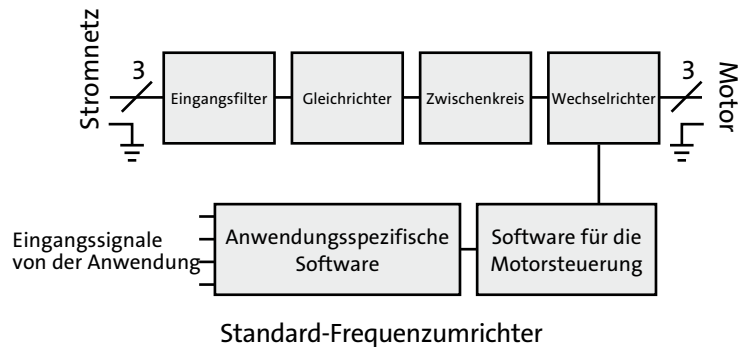 Stromnetz
3
Eingangsfilter
Gleichrichter
Zwischenkreis
Wechselrichter
3
Motor
Eingangssignale
von der Anwendung
Anwendungsspezifische
Software
Software für die
Motorsteuerung
Standard-Frequenzumrichter